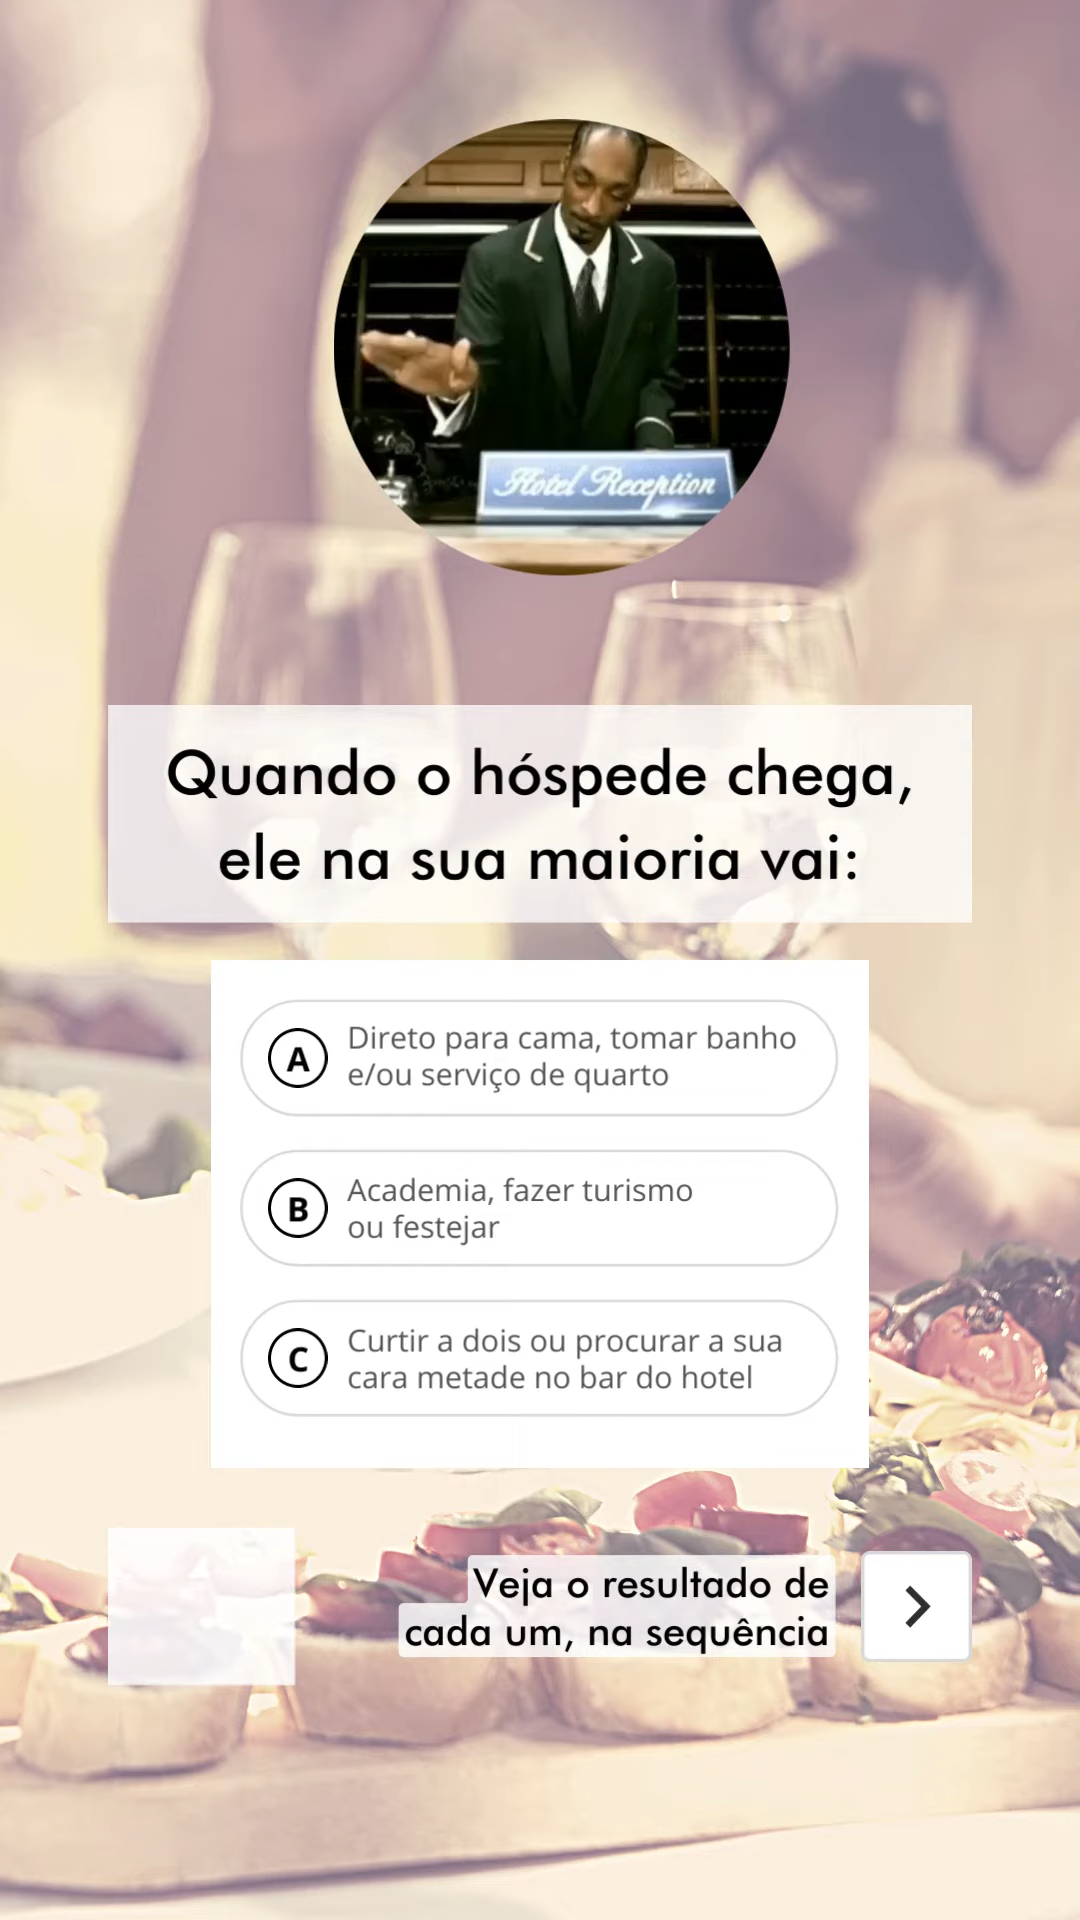 Hotel Reception
Quando o hóspede chega,
ele na sua maioria vai:
A
Direto para cama, tomar banho
e/ou serviço de quarto
B
Academia, fazer turismo
ou festejar
C
Curtir a dois ou procurar a sua
cara metade no bar do hotel
Veja o resultado de
cada um, na sequência